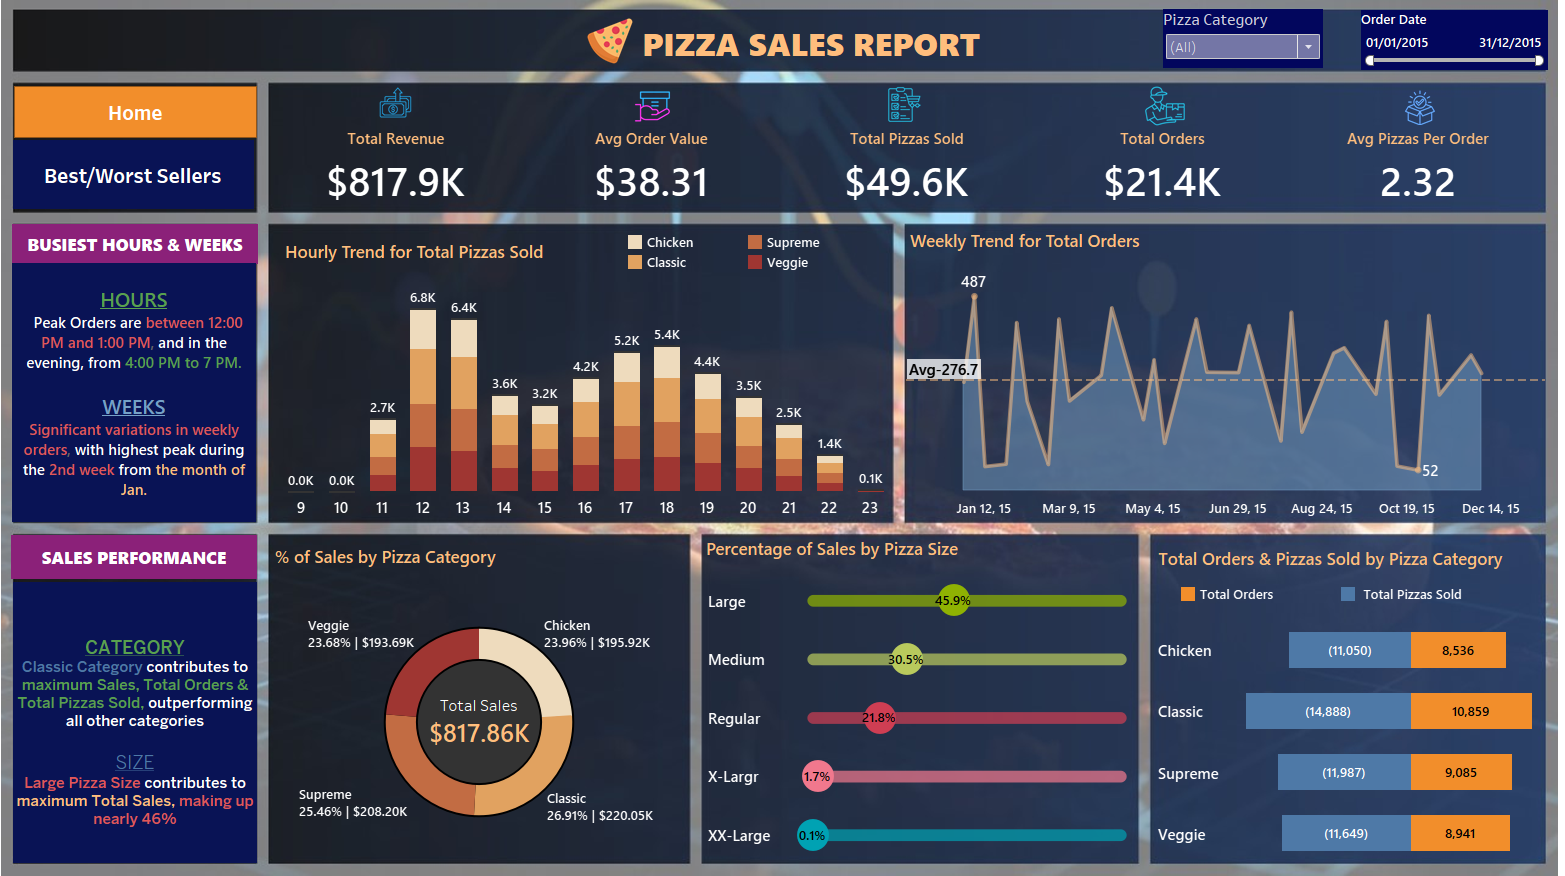 PIZZA SALES REPORT
Pizza Category
(All)
Order Date
01/01/2015 31/12/2015
Home
Best/Worst Sellers
Total Revenue
$817.9K
Avg Order Value
$38.31
Total Pizzas Sold
$49.6K
Total Orders
$21.4K
Avg Pizzas Per Order
2.32
BUSIEST HOURS & WEEKS
HOURS
Peak Orders are between 12:00
PM and 1:00 PM, and in the
evening, from 4:00 PM to 7 PM.
WEEKS
Significant variations in weekly
orders, with highest peak during
the 2nd week from the month of
Jan.
Hourly Trend for Total Pizzas Sold
Chicken
Supreme
Classic
Veggie
0.0K
0.0K
2.7K
6.8K
6.4K
3.6K
3.2K
4.2K
5.2K
5.4K
4.4K
3.5K
2.5K
1.4K
0.1K
9 10 11 12 13 14 15 16 17 18 19 20 21 22 23
Weekly Trend for Total Orders
487
Avg-276.7
52
Jan 12, 15 Mar 9, 15 May 4, 15 Jun 29, 15 Aug 24, 15 Oct 19, 15 Dec 14, 15
SALES PERFORMANCE
CATEGORY
Classic Category contributes to
maximum Sales, Total Orders &
Total Pizzas Sold, outperforming
all other categories
SIZE
Large Pizza Size contributes to
maximum Total Sales, making up
nearly 46%
% of Sales by Pizza Category
Veggie
23.68% | $193.69K
Chicken
23.96% | $195.92K
Total Sales
$817.86K
Supreme
25.46% | $208.20K
Classic
26.91% | $220.05K
Percentage of Sales by Pizza Size
Large 45.9%
Medium 30.5%
Regular 21.8%
X-Largr 1.7%
XX-Large 0.1%
Total Orders & Pizzas Sold by Pizza Category
Total Orders
Total Pizzas Sold
Chicken (11,050) 8,536
Classic (14,888) 10,859
Supreme (11,987) 9,085
Veggie (11,649) 8,941